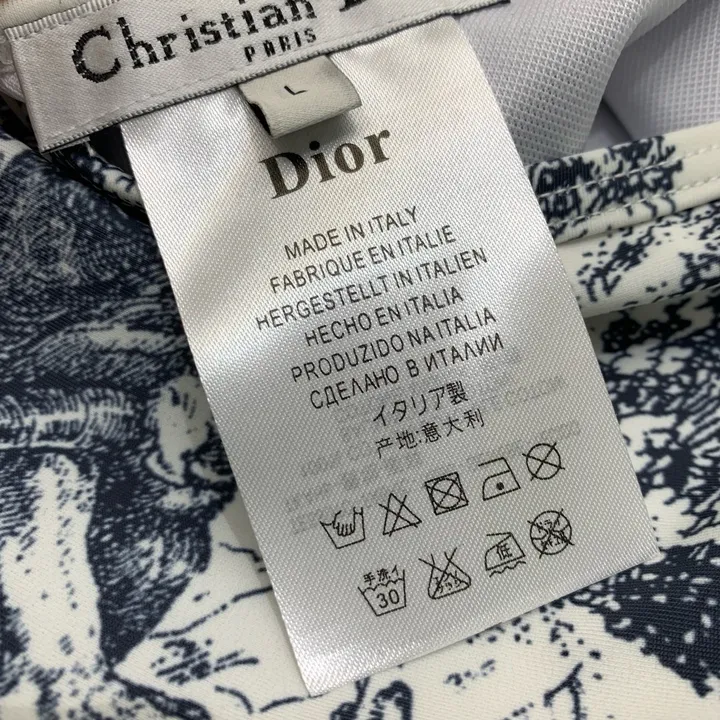 Christian
PARIS
L
Dior
MADE IN ITALY
FABRIQUE EN ITALIE
HERGESTELLT IN ITALIEN
HECHO EN ITALIA
PRODUZIDO NA ITALIA
СДЕЛАНО В ИТАЛИИ
イタリア製
产地:意大利
手洗イ
30
低